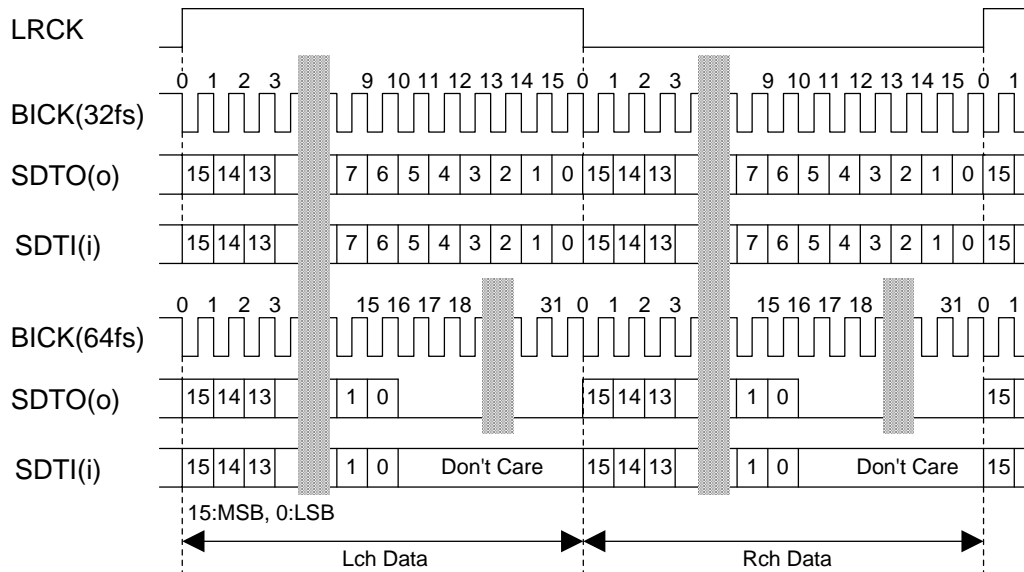 LRCK
0 1 2 3 9 10 11 12 13 14 15 0 1 2 3 9 10 11 12 13 14 15 0 1
BICK(32fs)
SDTO(o) 15 14 13 7 6 5 4 3 2 1 0 15 14 13 7 6 5 4 3 2 1 0 15
SDTI(i) 15 14 13 7 6 5 4 3 2 1 0 15 14 13 7 6 5 4 3 2 1 0 15
0 1 2 3 15 16 17 18 31 0 1 2 3 15 16 17 18 31 0 1
BICK(64fs)
SDTO(o) 15 14 13 1 0 15 14 13 1 0 15
SDTI(i) 15 14 13 1 0 Don't Care 15 14 13 1 0 Don't Care 15
15:MSB, 0:LSB
Lch Data Rch Data